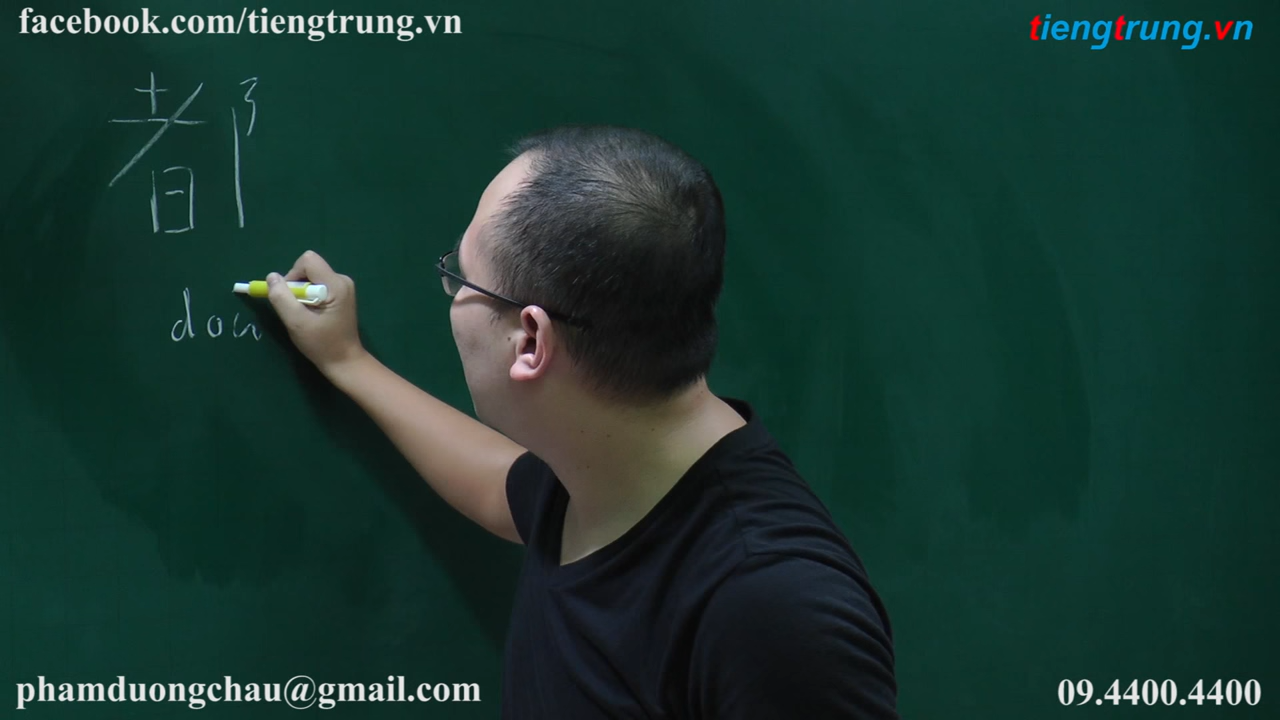 facebook.com/tiengtrung.vn
tiengtrung.vn
都
dou
phamduongchau@gmail.com
09.4400.4400